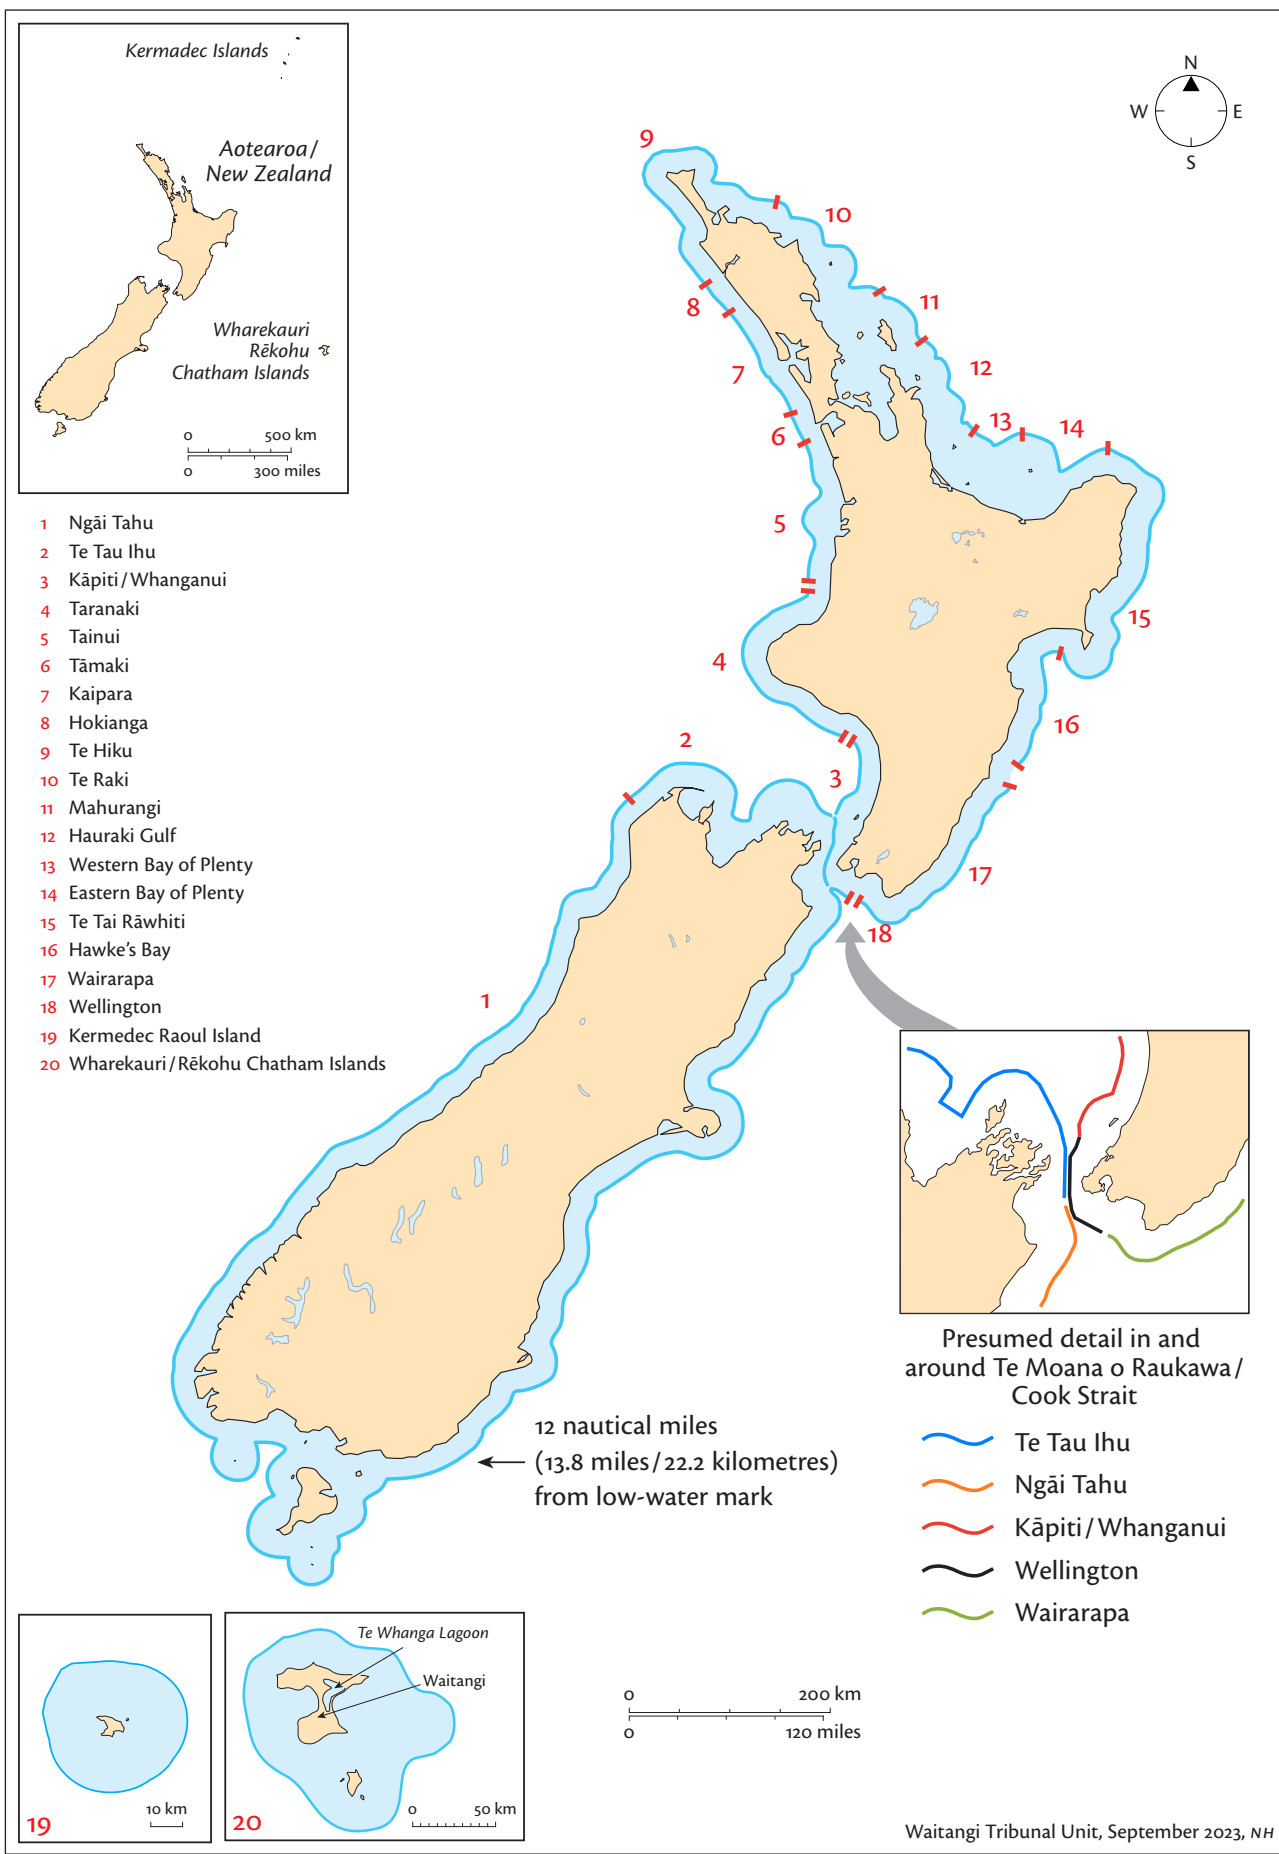 Kermadec Islands
Aotearoa /
New Zealand
Wharekauri
Rēkohu
Chatham Islands
0 500 km
0 300 miles
N
W E
S
1 Ngāi Tahu
2 Te Tau Ihu
3 Kāpiti / Whanganui
4 Taranaki
5 Tainui
6 Tāmaki
7 Kaipara
8 Hokianga
9 Te Hiku
10 Te Raki
11 Mahurangi
12 Hauraki Gulf
13 Western Bay of Plenty
14 Eastern Bay of Plenty
15 Te Tai Rāwhiti
16 Hawke’s Bay
17 Wairarapa
18 Wellington
19 Kermedec Raoul Island
20 Wharekauri / Rēkohu Chatham Islands
9
10
8
11
7
12
13
14
6
5
15
4
16
2
3
17
18
1
12 nautical miles
(13.8 miles / 22.2 kilometres)
from low-water mark
Presumed detail in and
around Te Moana o Raukawa /
Cook Strait
Te Tau Ihu
Ngāi Tahu
Kāpiti / Whanganui
Wellington
Wairarapa
19
10 km
Te Whanga Lagoon
Waitangi
20
0 50 km
0 200 km
0 120 miles
Waitangi Tribunal Unit, September 2023, NH